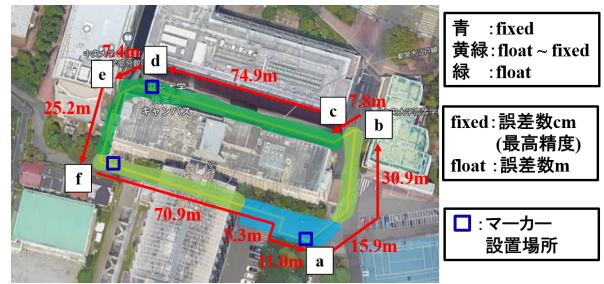 7.4m
d
e
74.9m
c
7.8m
b
25.2m
キャンパス
f
30.9m
70.9m
5.3m
11.0m
a
15.9m
青 :fixed
黄緑:float ~ fixed
緑 :float
fixed:誤差数cm
(最高精度)
float :誤差数m
:マーカー
設置場所